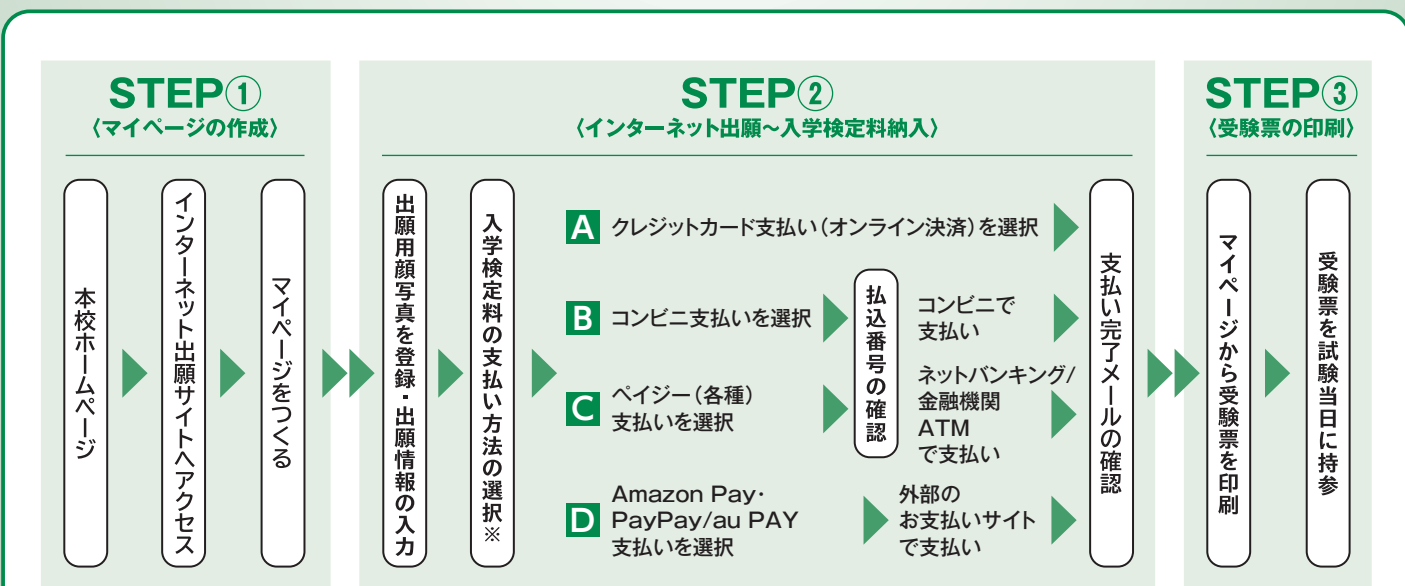 STEP①
〈マイページの作成〉
本校ホームページ
インターネット出願サイトへアクセス
マイページをつくる
STEP②
〈インターネット出願～入学検定料納入〉
出願用顔写真を登録・出願情報の入力
入学検定料の支払い方法の選択※
A クレジットカード支払い（オンライン決済）を選択
B コンビニ支払いを選択
C ペイジー（各種）
支払いを選択
払込番号の確認
コンビニで
支払い
ネットバンキング/
金融機関
ATM
で支払い
D Amazon Pay・
PayPay/au PAY
支払いを選択
外部の
お支払いサイト
で支払い
支払い完了メールの確認
STEP③
〈受験票の印刷〉
マイページから受験票を印刷
受験票を試験当日に持参